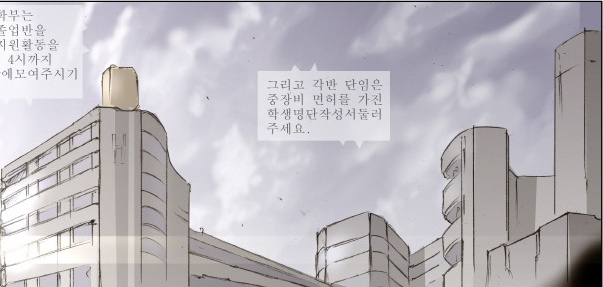 학부는
졸업반을
지원활동을
4시까지
에모여주시기
그리고 각반 단임은
중장비 면허를 가진
학생명단작성서둘러
주세요.
H